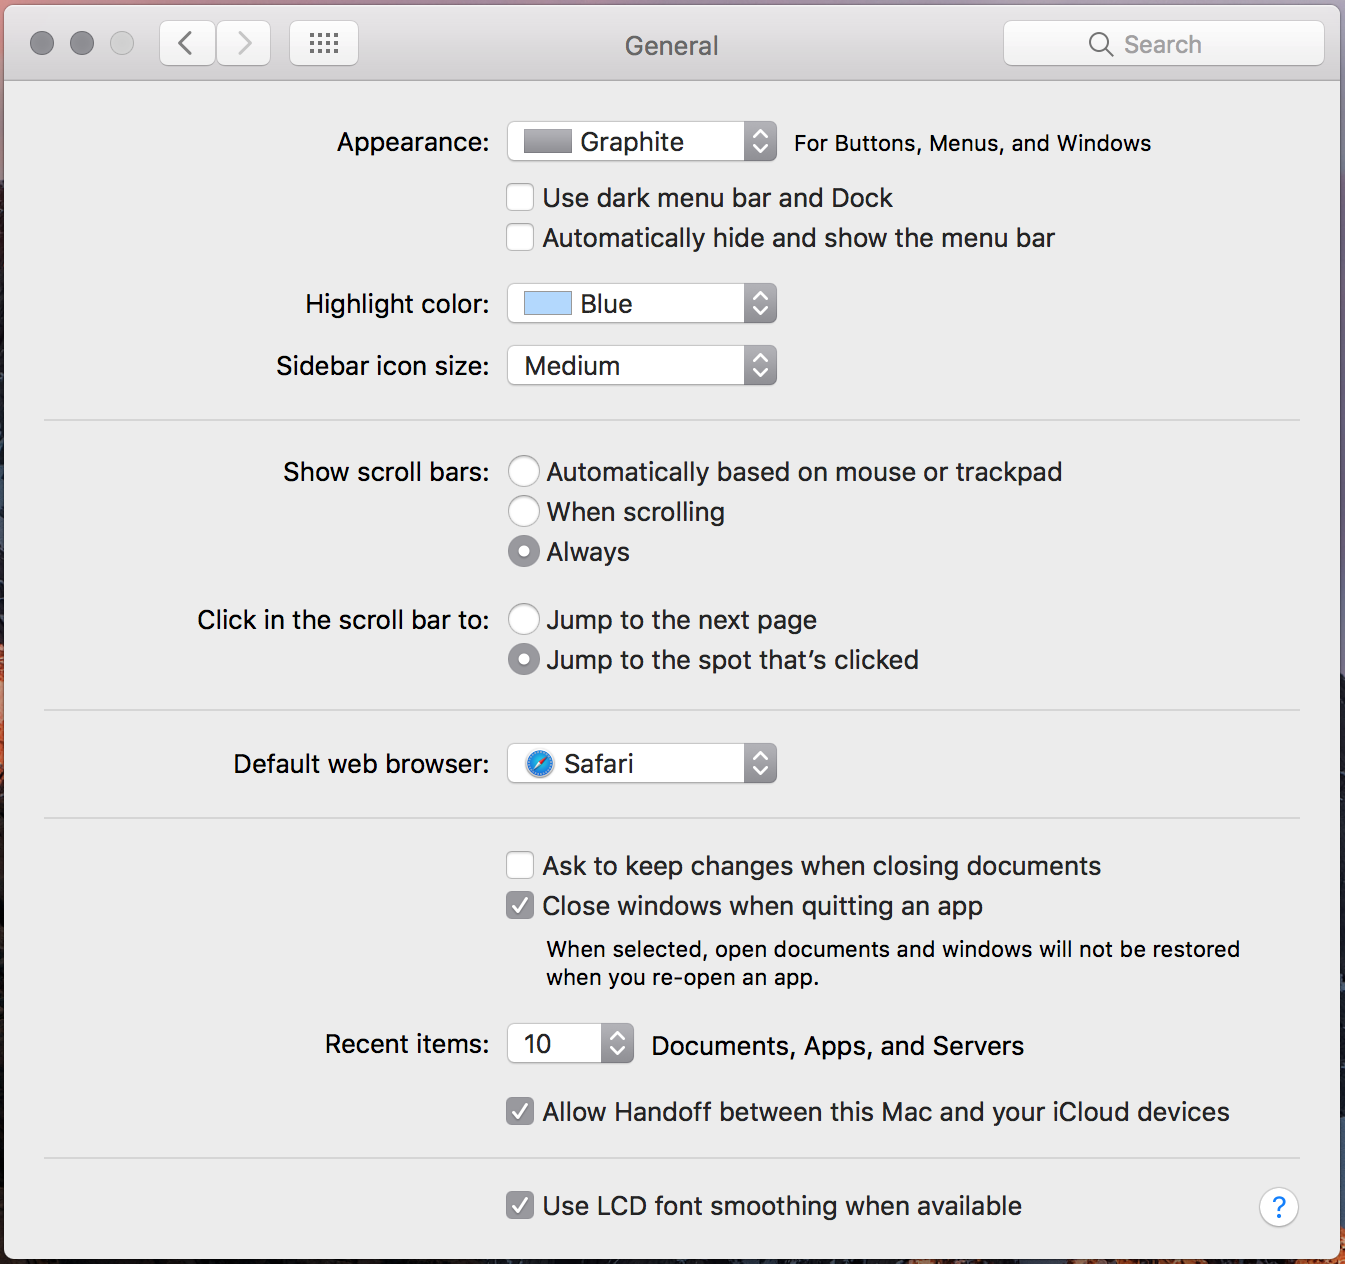 General
Search
Appearance: Graphite For Buttons, Menus, and Windows
Use dark menu bar and Dock
Automatically hide and show the menu bar
Highlight color: Blue
Sidebar icon size: Medium
Show scroll bars: Automatically based on mouse or trackpad
When scrolling
Always
Click in the scroll bar to: Jump to the next page
Jump to the spot that’s clicked
Default web browser: Safari
Ask to keep changes when closing documents
Close windows when quitting an app
When selected, open documents and windows will not be restored
when you re-open an app.
Recent items: 10 Documents, Apps, and Servers
Allow Handoff between this Mac and your iCloud devices
Use LCD font smoothing when available
?